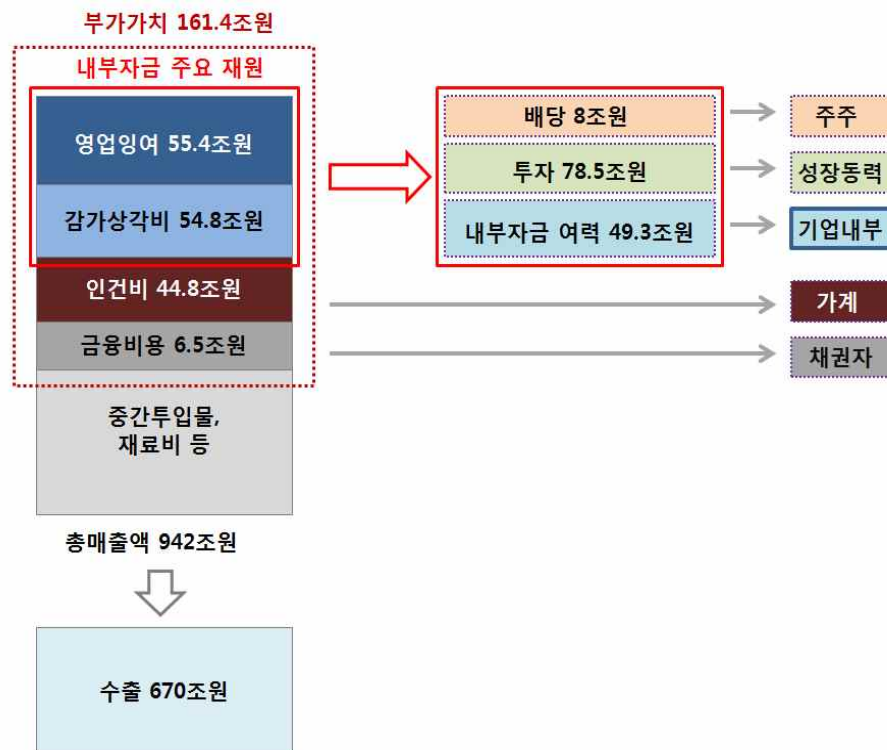 부가가치 161.4조원
내부자금 주요 재원
영업잉여 55.4조원
감가상각비 54.8조원
인건비 44.8조원
금융비용 6.5조원
중간투입물,
재료비 등
총매출액 942조원
수출 670조원
배당 8조원
투자 78.5조원
내부자금 여력 49.3조원
주주
성장동력
기업내부
가계
채권자